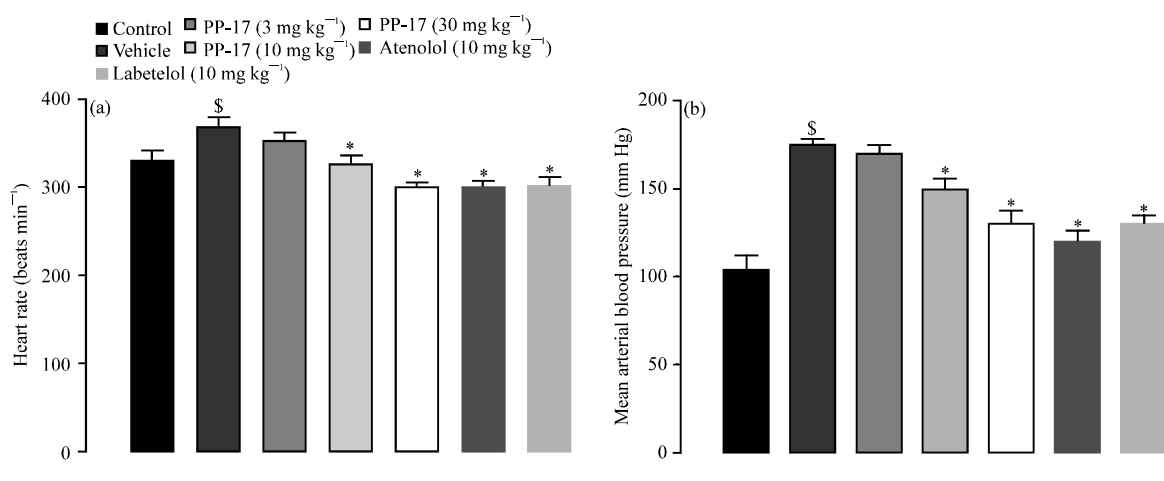 Control PP-17 (3 mg kg⁻¹) PP-17 (30 mg kg⁻¹)
Vehicle PP-17 (10 mg kg⁻¹) Atenolol (10 mg kg⁻¹)
Labetelol (10 mg kg⁻¹)
(a)
Heart rate (beats min⁻¹)
400
300
200
100
0
$
*
*
*
*
(b)
Mean arterial blood pressure (mm Hg)
200
150
100
50
0
$
*
*
*
*